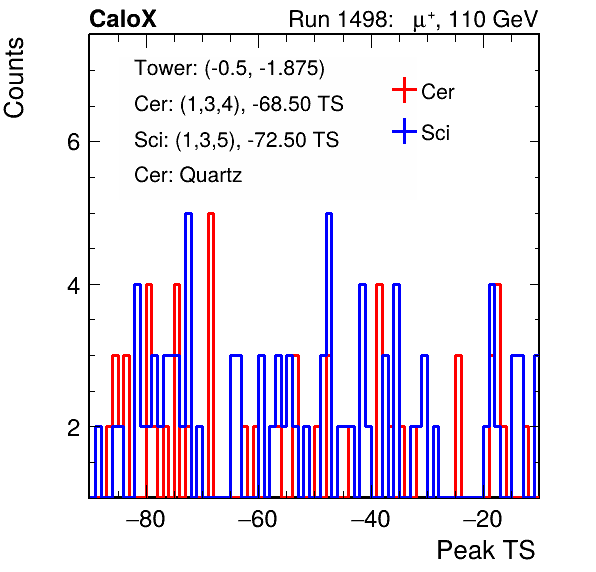 CaloX Run 1498: μ⁺, 110 GeV
Counts
Tower: (-0.5, -1.875)
Cer: (1,3,4), -68.50 TS
Sci: (1,3,5), -72.50 TS
Cer: Quartz
Cer
Sci
6
4
2
−80 −60 −40 −20
Peak TS